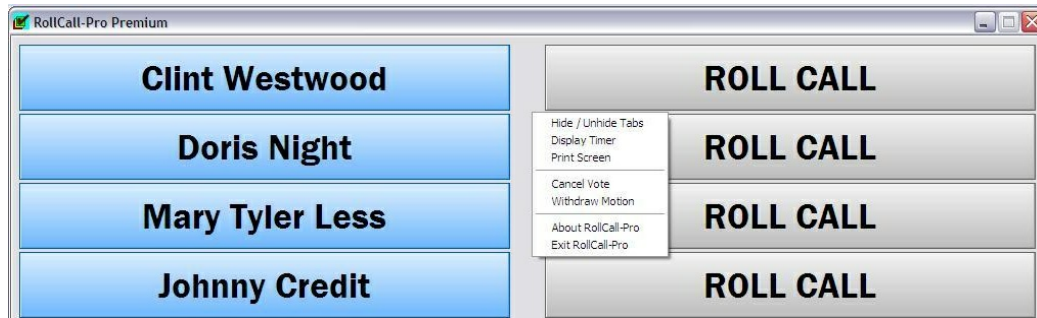 RollCall-Pro Premium
Clint Westwood
ROLL CALL
Doris Night
ROLL CALL
Mary Tyler Less
ROLL CALL
Johnny Credit
ROLL CALL
Hide / Unhide Tabs
Display Timer
Print Screen
Cancel Vote
Withdraw Motion
About RollCall-Pro
Exit RollCall-Pro